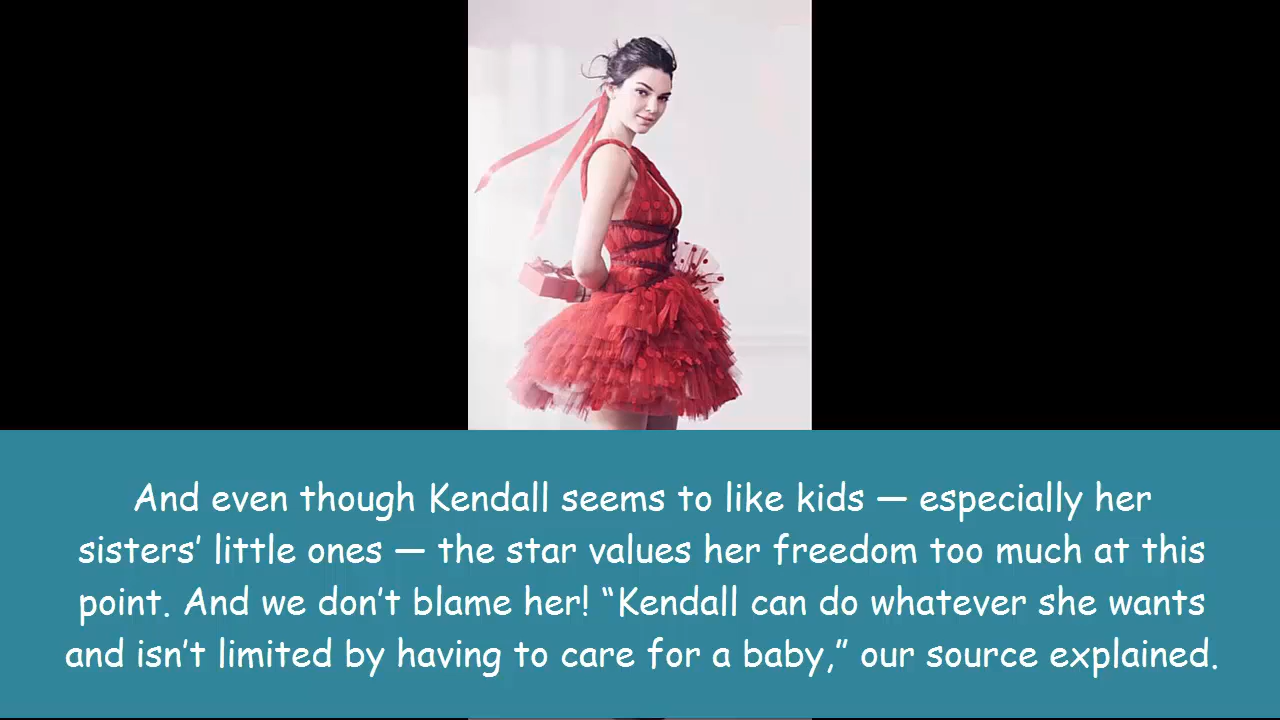 And even though Kendall seems to like kids — especially her
sisters’ little ones — the star values her freedom too much at this
point. And we don’t blame her! “Kendall can do whatever she wants
and isn’t limited by having to care for a baby,” our source explained.